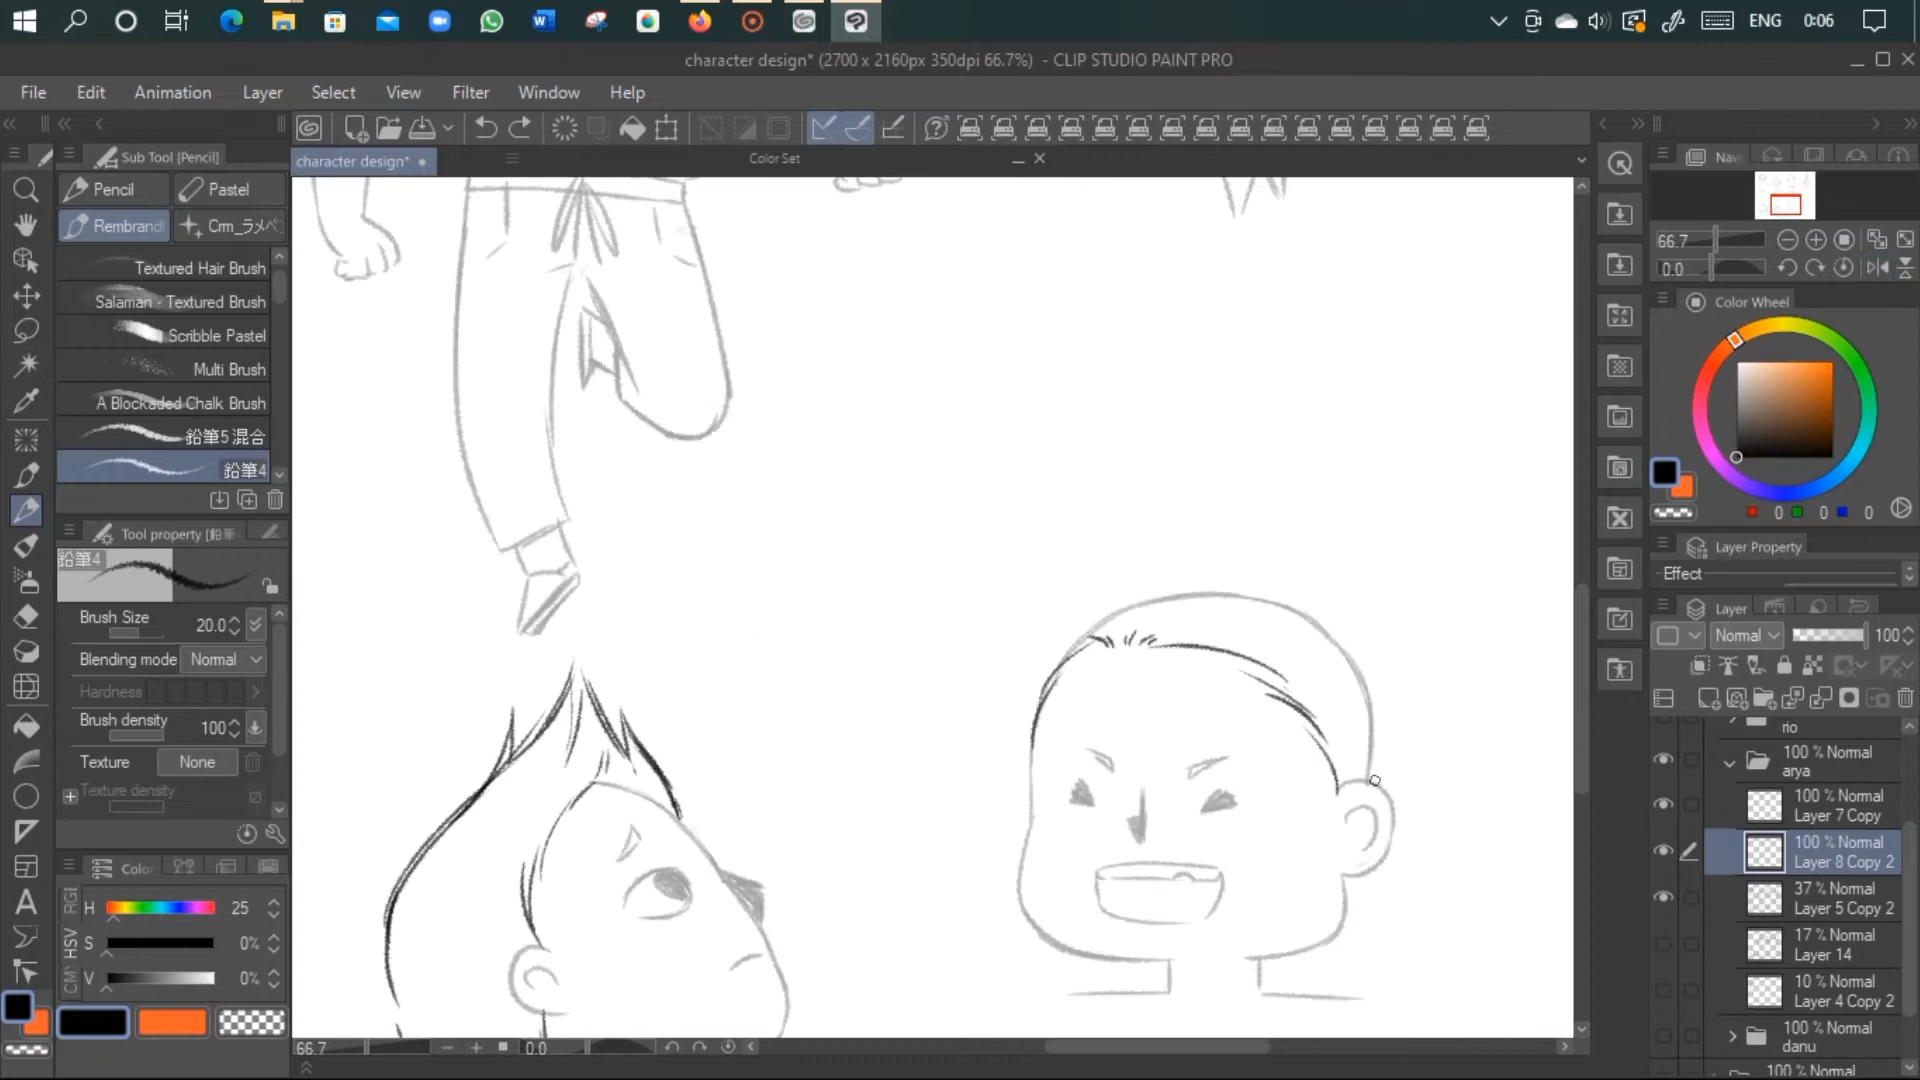 ENG
0:06
character design* (2700 x 2160px 350dpi 66.7%) - CLIP STUDIO PAINT PRO
File
Edit
Animation
Layer
Select
View
Filter
Window
Help
Sub Tool [Pencil]
character design*
Color Set
Navi
Pencil
Pastel
Rembrandt
Textured Hair Brush
Salaman - Textured Brush
Scribble Pastel
Multi Brush
A Blockaded Chalk Brush
鉛筆5 混合
鉛筆4
Tool property [鉛筆
鉛筆4
Brush Size
20.0
Blending mode
Normal
Hardness
Brush density
100
Texture
None
Texture density
Color
RGB
HSV
H
25
S
0%
V
0%
66.7
0.0
66.7
0.0
Color Wheel
0
0
0
Layer Property
Effect
Layer
Normal
100
rio
100 % Normal
arya
100 % Normal
Layer 7 Copy
100 % Normal
Layer 8 Copy 2
37 % Normal
Layer 5 Copy 2
17 % Normal
Layer 14
10 % Normal
Layer 4 Copy 2
100 % Normal
danu
100 % Normal